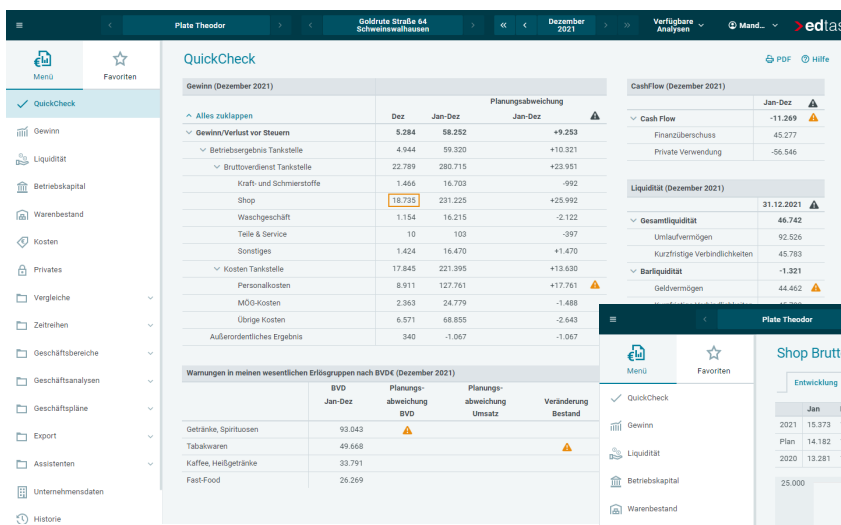 Plate Theodor
Goldrute Straße 64
Schweinswalhausen
Dezember
2021
Verfügbare
Analysen
Mand...
>edtas
Menü
Favoriten
QuickCheck
Gewinn
Liquidität
Betriebskapital
Warenbestand
Kosten
Privates
Vergleiche
Zeitreihen
Geschäftsbereiche
Geschäftsanalysen
Geschäftspläne
Export
Assistenten
Unternehmensdaten
Historie
QuickCheck
PDF Hilfe
Gewinn (Dezember 2021)
Planungsabweichung
Alles zuklappen Dez Jan-Dez Jan-Dez
Gewinn/Verlust vor Steuern 5.284 58.252 +9.253
Betriebsergebnis Tankstelle 4.944 59.320 +10.321
Bruttoverdienst Tankstelle 22.789 280.715 +23.951
Kraft- und Schmierstoffe 1.466 16.703 -992
Shop 18.735 231.225 +25.992
Waschgeschäft 1.154 16.215 -2.122
Teile & Service 10 103 -397
Sonstiges 1.424 16.470 +1.470
Kosten Tankstelle 17.845 221.395 +13.630
Personalkosten 8.911 127.761 +17.761
MÖG-Kosten 2.363 24.779 -1.488
Übrige Kosten 6.571 68.855 -2.643
Außerordentliches Ergebnis 340 -1.067 -1.067
Warnungen in meinen wesentlichen Erlösgruppen nach BVD€ (Dezember 2021)
BVD Planungs- Planungs-
Jan-Dez abweichung abweichung Veränderung
BVD Umsatz Bestand
Getränke, Spirituosen 93.043
Tabakwaren 49.668
Kaffee, Heißgetränke 33.791
Fast-Food 26.269
CashFlow (Dezember 2021)
Jan-Dez
Cash Flow -11.269
Finanzüberschuss 45.277
Private Verwendung -56.546
Liquidität (Dezember 2021)
31.12.2021
Gesamtliquidität 46.742
Umlaufvermögen 92.526
Kurzfristige Verbindlichkeiten 45.783
Barliquidität -1.321
Geldvermögen 44.462
Plate Theodor
Menü
Favoriten
QuickCheck
Gewinn
Liquidität
Betriebskapital
Warenbestand
Shop Brutt
Entwicklung
Jan
2021 15.373
Plan 14.182
2020 13.281
25.000